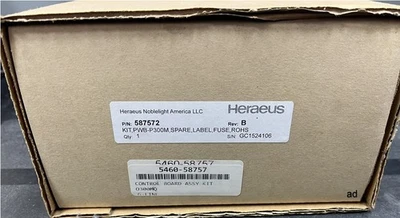 Heraeus Noblelight America LLC Heraeus
P/N: 587572 Rev: B
KIT,PWB-P300M,SPARE,LABEL,FUSE,ROHS
Qty 1 S/N: GC1524106
5460-58757
5460-58757
CONTROL BOARD ASSY-KIT
ad